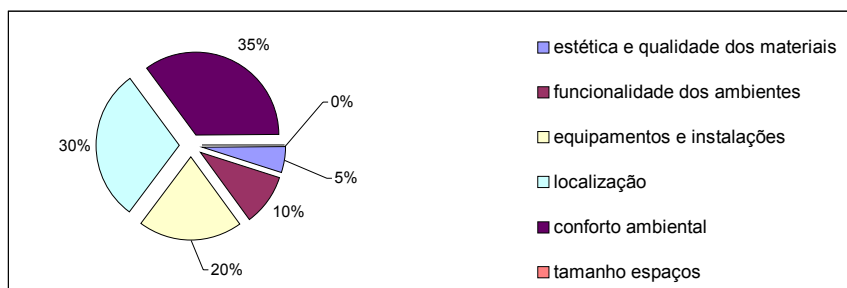 35%
0%
30%
5%
10%
20%
estética e qualidade dos materiais
funcionalidade dos ambientes
equipamentos e instalações
localização
conforto ambiental
tamanho espaços